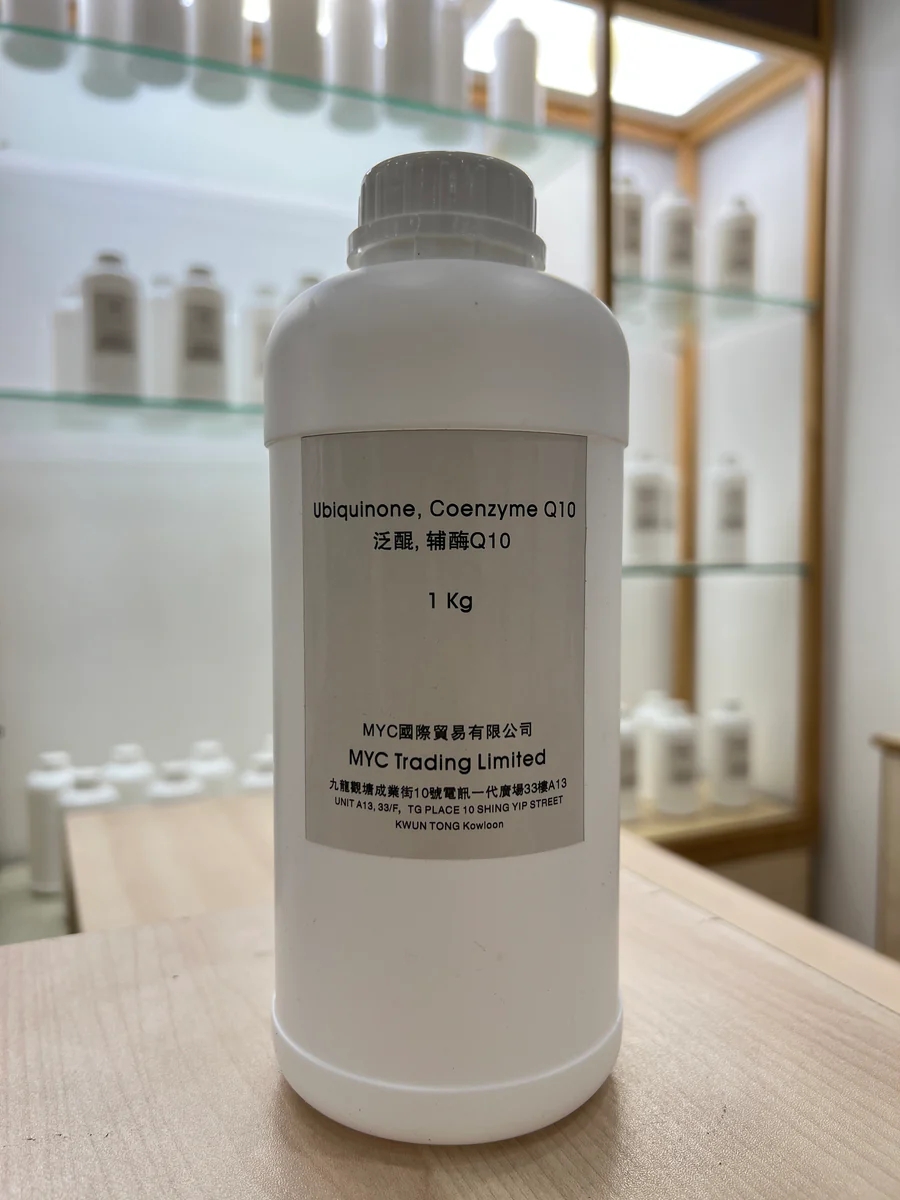 Ubiquinone, Coenzyme Q10
泛醌, 辅酶Q10
1 Kg
MYC國際貿易有限公司
MYC Trading Limited
九龍觀塘成業街10號電訊一代廣場33樓A13
UNIT A13, 33/F, TG PLACE 10 SHING YIP STREET
KWUN TONG Kowloon